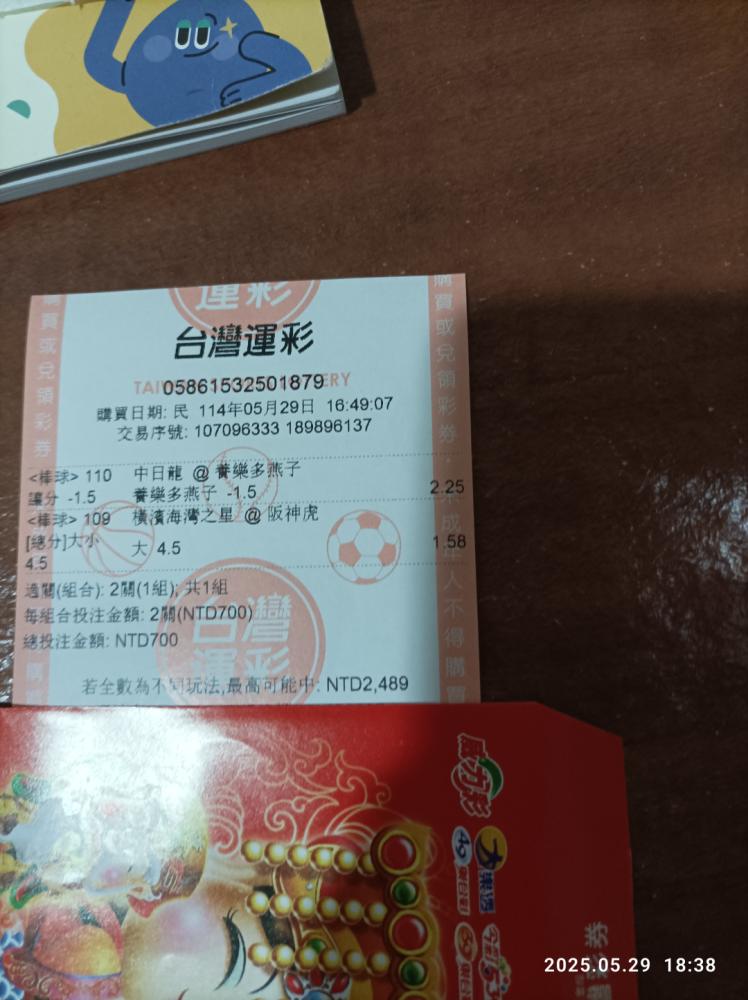 運彩
台灣運彩
05861532501879
購買日期: 民 114年05月29日 16:49:07
交易序號: 107096333 189896137
<棒球> 110 中日龍 @ 養樂多燕子
讓分 -1.5 養樂多燕子 -1.5 2.25
<棒球> 109 橫濱海灣之星 @ 阪神虎
[總分]大小 大 4.5 1.58
4.5
過關(組合): 2關(1組); 共1組
每組合投注金額: 2關(NTD700)
總投注金額: NTD700
若全數為不同玩法,最高可能中: NTD2,489
台灣
運彩
購買或兌領彩券
購買或兌領彩券
人不得購買
威力彩
大樂透
2025.05.29 18:38